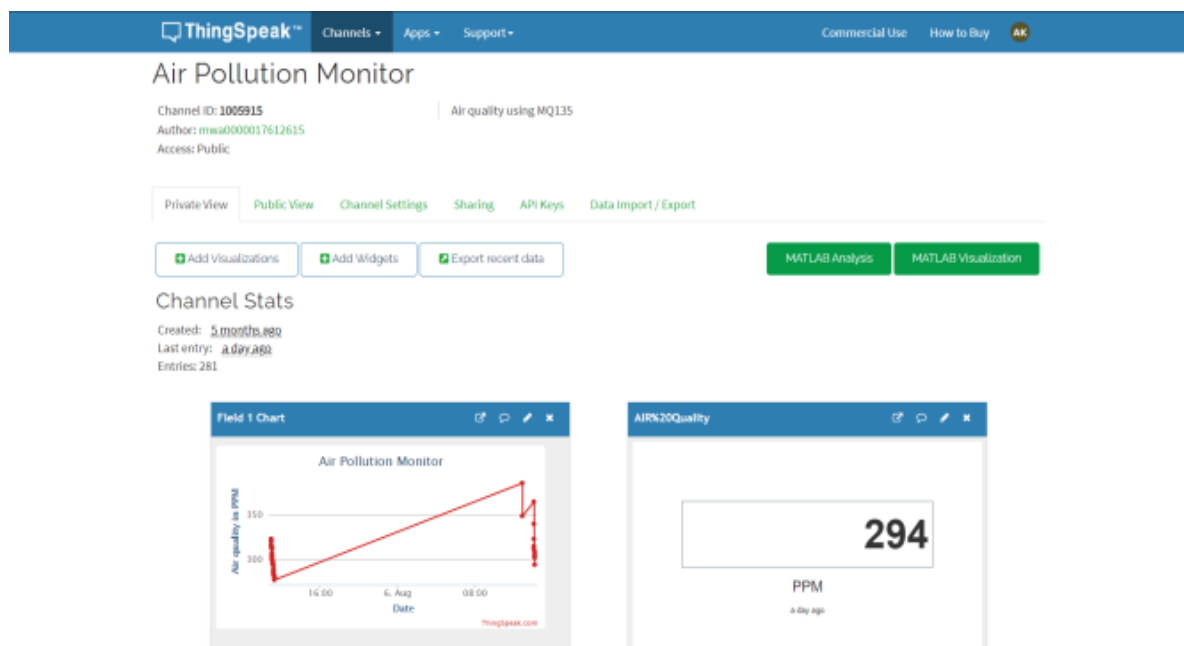 ThingSpeak™ Channels Apps Support Commercial Use How to Buy AK
Air Pollution Monitor
Channel ID: 1005915
Author: mwa0000017612615
Access: Public
Air quality using MQ135
Private View Public View Channel Settings Sharing API Keys Data Import / Export
Add Visualizations Add Widgets Export recent data MATLAB Analysis MATLAB Visualization
Channel Stats
Created: 5 months ago
Last entry: a day ago
Entries: 281
Field 1 Chart
Air Pollution Monitor
Air quality in PPM
350
300
16:00 6. Aug 08:00
Date
ThingSpeak.com
AIR%20Quality
294
PPM
a day ago